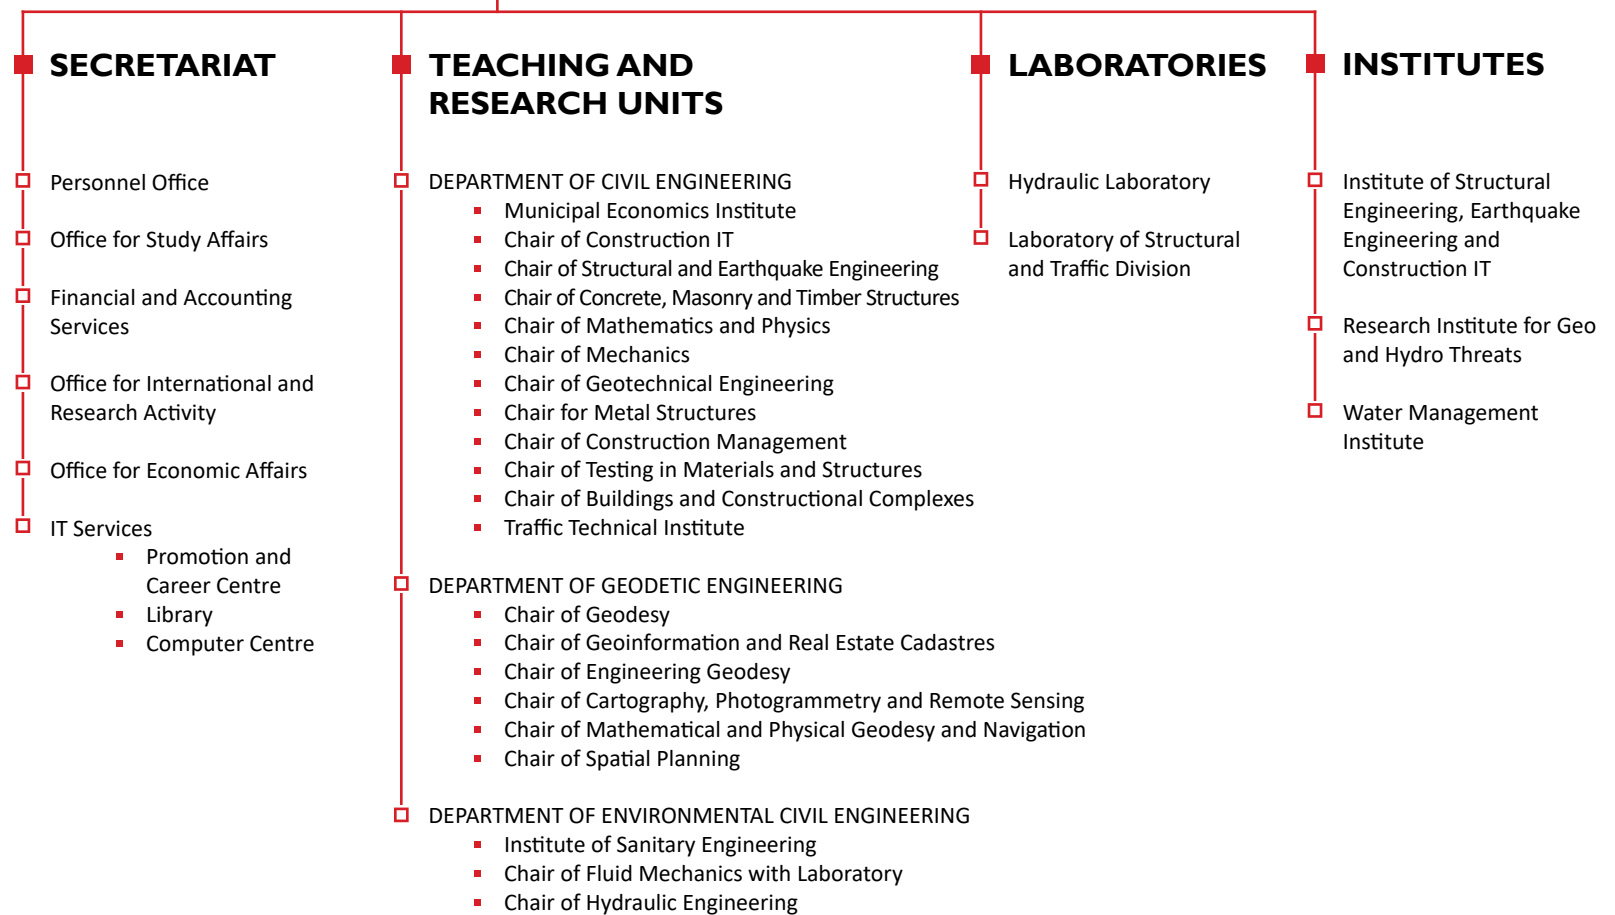 SECRETARIAT
Personnel Office
Office for Study Affairs
Financial and Accounting
Services
Office for International and
Research Activity
Office for Economic Affairs
IT Services
Promotion and
Career Centre
Library
Computer Centre
TEACHING AND
RESEARCH UNITS
DEPARTMENT OF CIVIL ENGINEERING
Municipal Economics Institute
Chair of Construction IT
Chair of Structural and Earthquake Engineering
Chair of Concrete, Masonry and Timber Structures
Chair of Mathematics and Physics
Chair of Mechanics
Chair of Geotechnical Engineering
Chair for Metal Structures
Chair of Construction Management
Chair of Testing in Materials and Structures
Chair of Buildings and Constructional Complexes
Traffic Technical Institute
DEPARTMENT OF GEODETIC ENGINEERING
Chair of Geodesy
Chair of Geoinformation and Real Estate Cadastres
Chair of Engineering Geodesy
Chair of Cartography, Photogrammetry and Remote Sensing
Chair of Mathematical and Physical Geodesy and Navigation
Chair of Spatial Planning
DEPARTMENT OF ENVIRONMENTAL CIVIL ENGINEERING
Institute of Sanitary Engineering
Chair of Fluid Mechanics with Laboratory
Chair of Hydraulic Engineering
LABORATORIES
Hydraulic Laboratory
Laboratory of Structural
and Traffic Division
INSTITUTES
Institute of Structural
Engineering, Earthquake
Engineering and
Construction IT
Research Institute for Geo
and Hydro Threats
Water Management
Institute